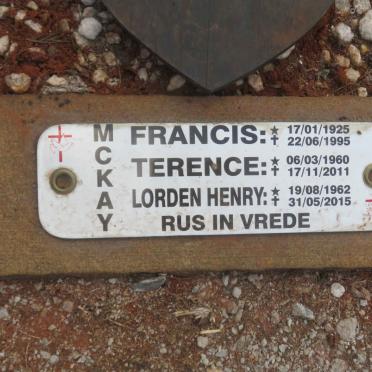 MCKAY
FRANCIS: ★ 17/01/1925
✝ 22/06/1995
TERENCE: ★ 06/03/1960
✝ 17/11/2011
LORDEN HENRY: ★ 19/08/1962
✝ 31/05/2015
RUS IN VREDE